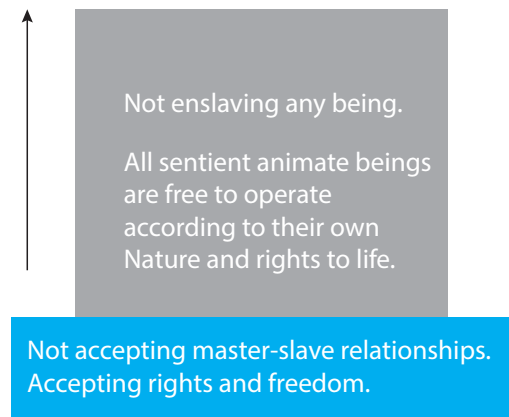 Not enslaving any being.
All sentient animate beings
are free to operate
according to their own
Nature and rights to life.
Not accepting master-slave relationships.
Accepting rights and freedom.